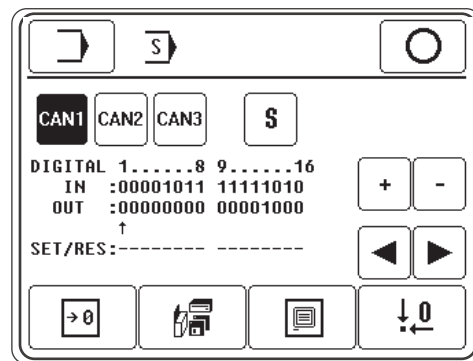 S
CAN1 CAN2 CAN3 S
DIGITAL 1......8 9......16
IN :00001011 11111010
OUT :00000000 00001000
↑
SET/RES:-------- --------
+ -
→0
0